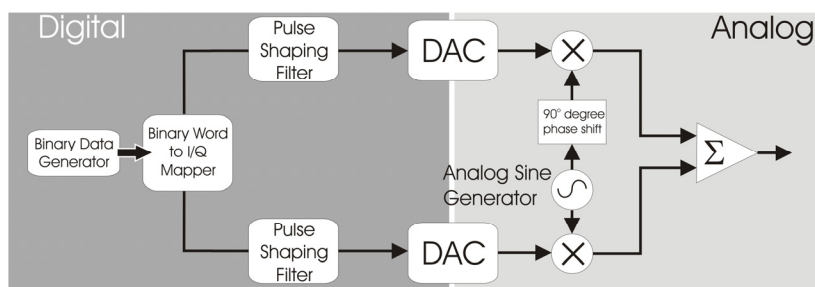 Digital
Analog
Pulse
Shaping
Filter
DAC
90° degree
phase shift
Binary Data
Generator
Binary Word
to I/Q
Mapper
Analog Sine
Generator
Σ
Pulse
Shaping
Filter
DAC